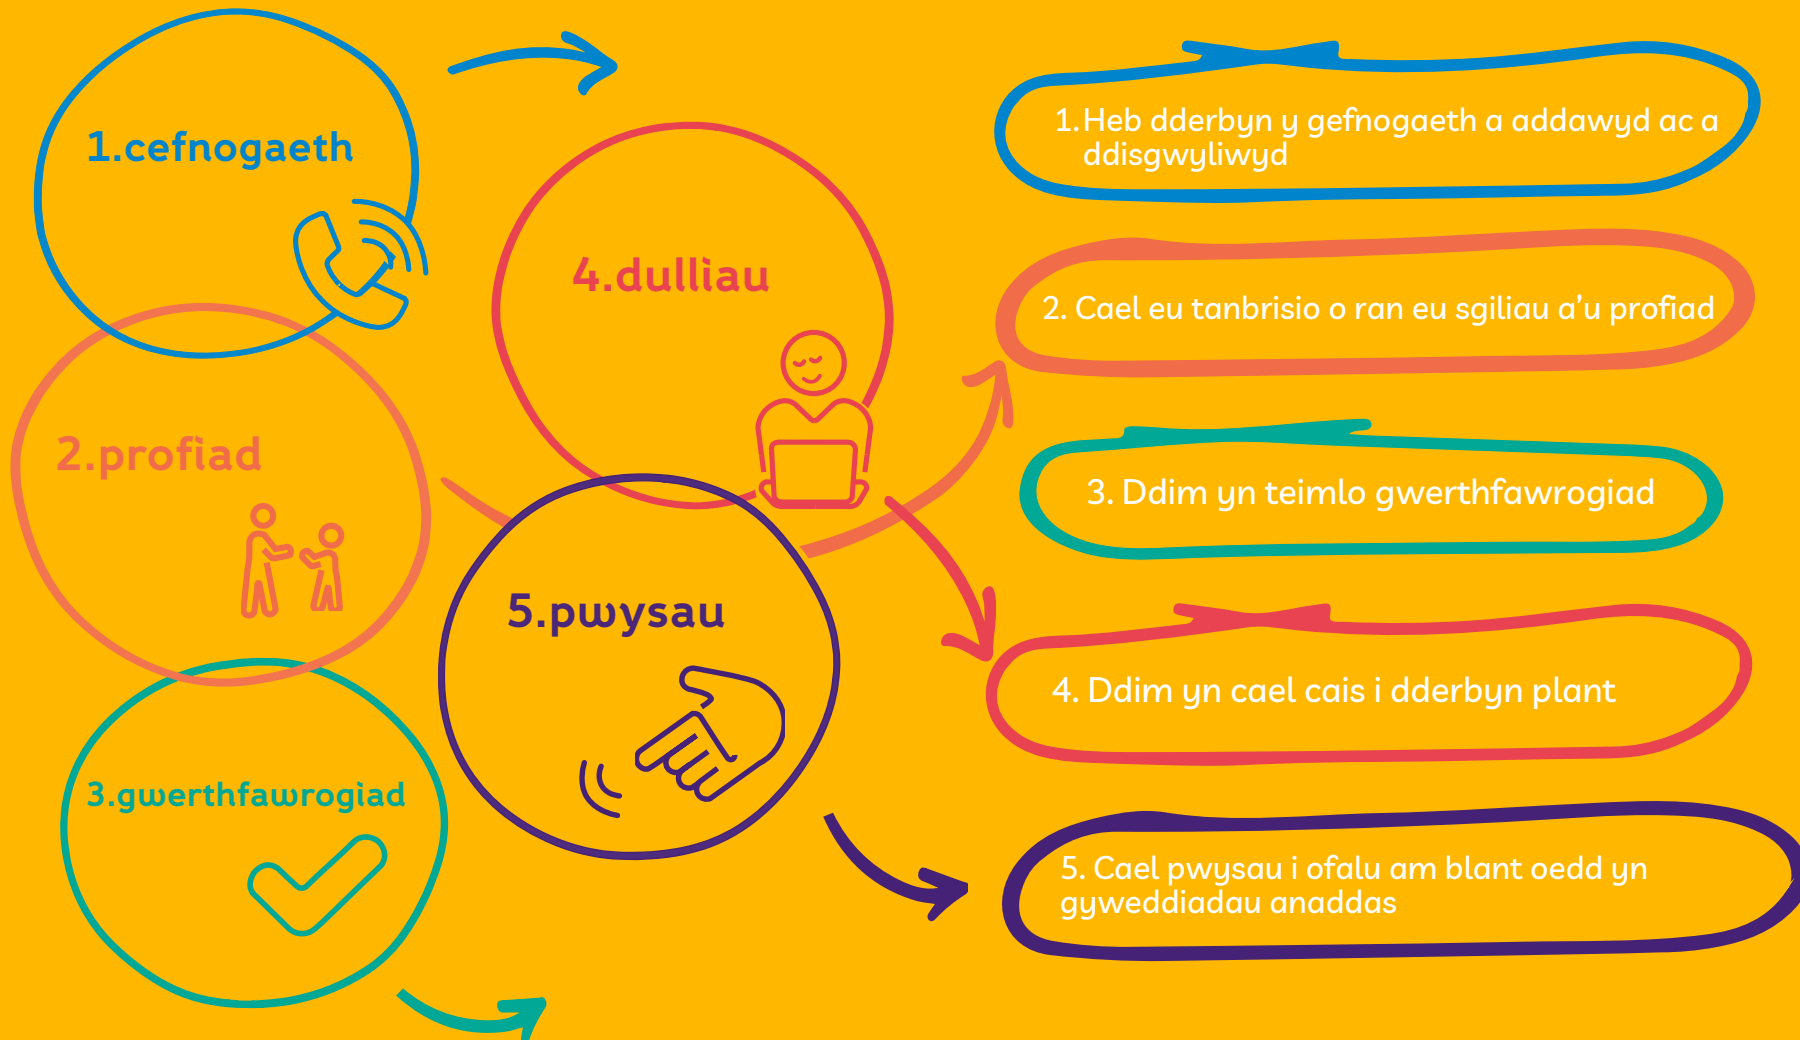 1.cefnogaeth
2.profiad
3.gwerthfawrogiad
4.dulliau
5.pwysau
1.Heb dderbyn y gefnogaeth a addawyd ac a
ddisgwyliwyd
2. Cael eu tanbrisio o ran eu sgiliau a'u profiad
3. Ddim yn teimlo gwerthfawrogiad
4. Ddim yn cael cais i dderbyn plant
5. Cael pwysau i ofalu am blant oedd yn
gyweddiadau anaddas